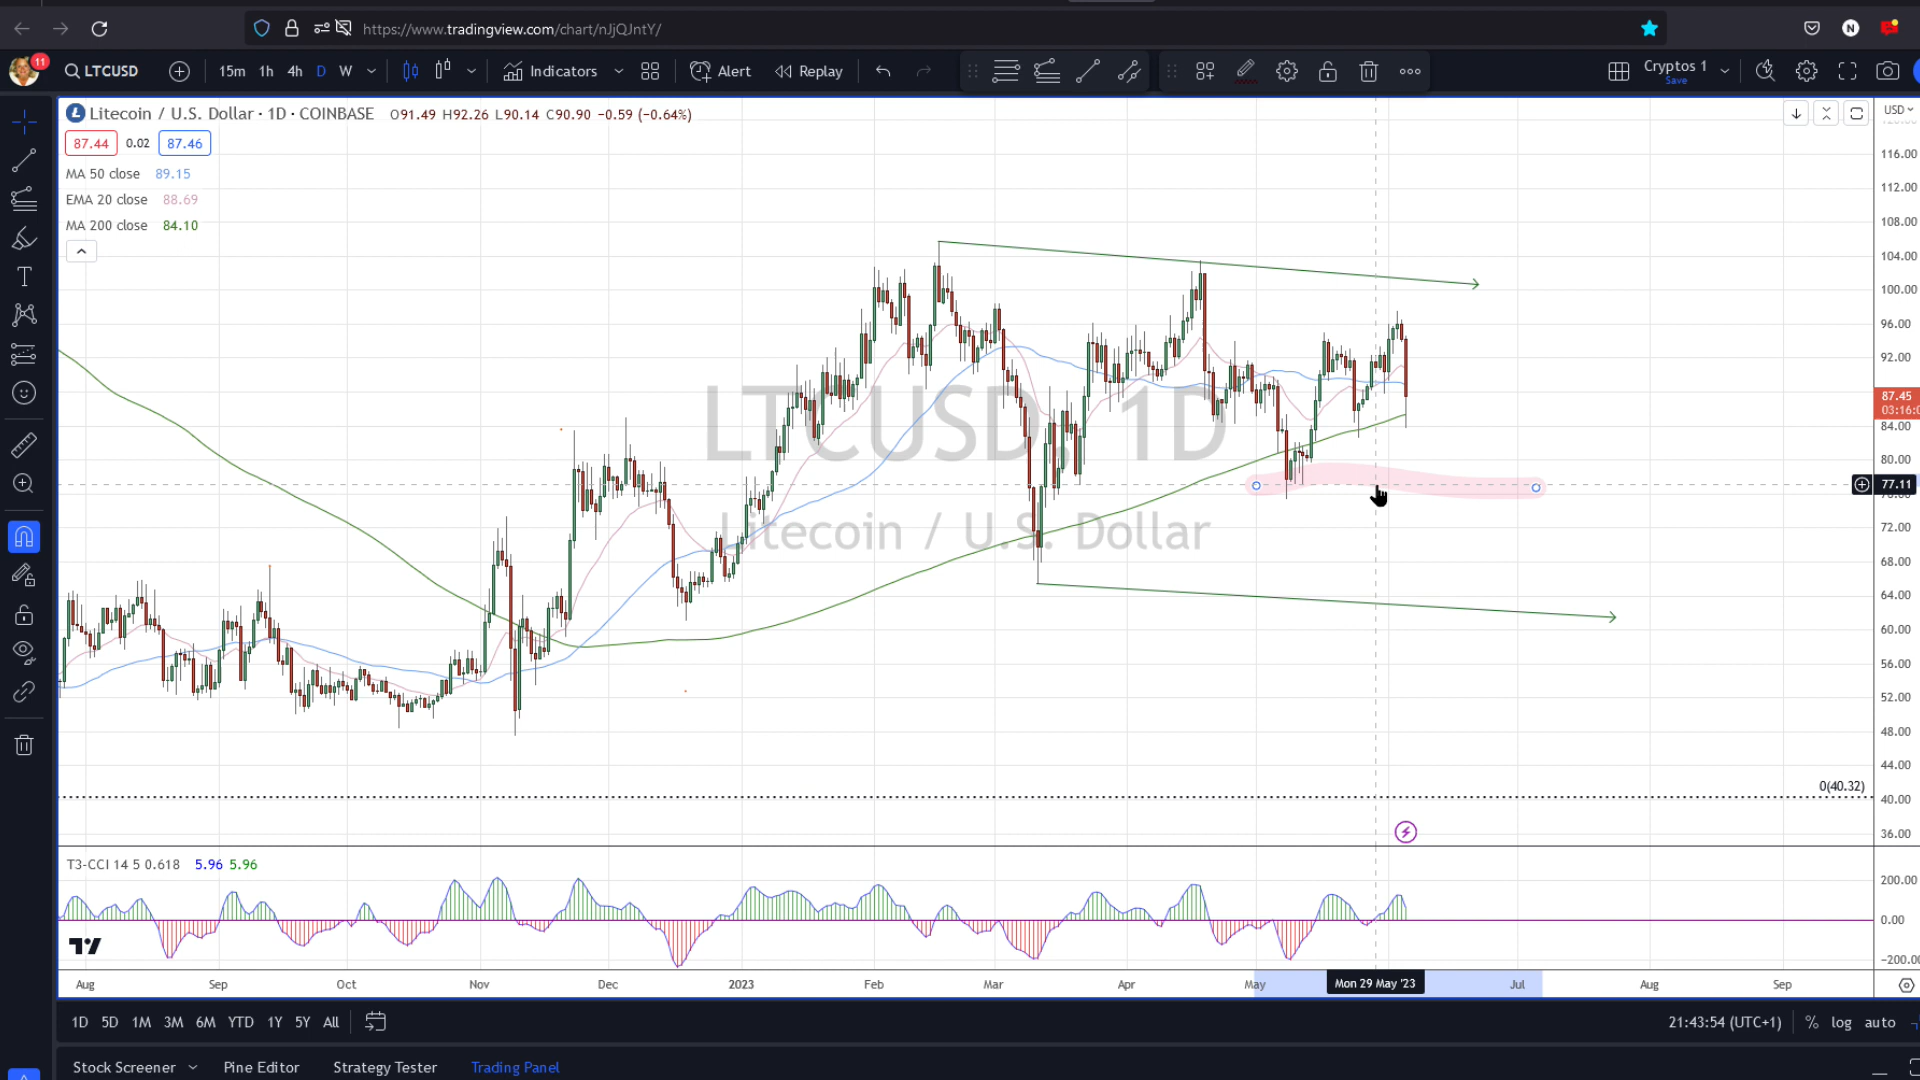 https://www.tradingview.com/chart/nJjQJntY/
N
11
LTCUSD
15m 1h 4h D W
Indicators
Alert
Replay
Cryptos 1
Save
Litecoin / U.S. Dollar · 1D · COINBASE O91.49 H92.26 L90.14 C90.90 −0.59 (−0.64%)
USD
87.44 0.02 87.46
MA 50 close 89.15
EMA 20 close 88.69
MA 200 close 84.10
LTCUSD, 1D
Litecoin / U.S. Dollar
116.00
112.00
108.00
104.00
100.00
96.00
92.00
87.45
84.00
80.00
77.11
72.00
68.00
64.00
60.00
56.00
52.00
48.00
44.00
0(40.32)
40.00
36.00
T3-CCI 14 5 0.618 5.96 5.96
200.00
0.00
−200.00
Aug Sep Oct Nov Dec 2023 Feb Mar Apr May Mon 29 May '23 Jul Aug Sep
1D 5D 1M 3M 6M YTD 1Y 5Y All
21:43:54 (UTC+1) % log auto
Stock Screener Pine Editor Strategy Tester Trading Panel